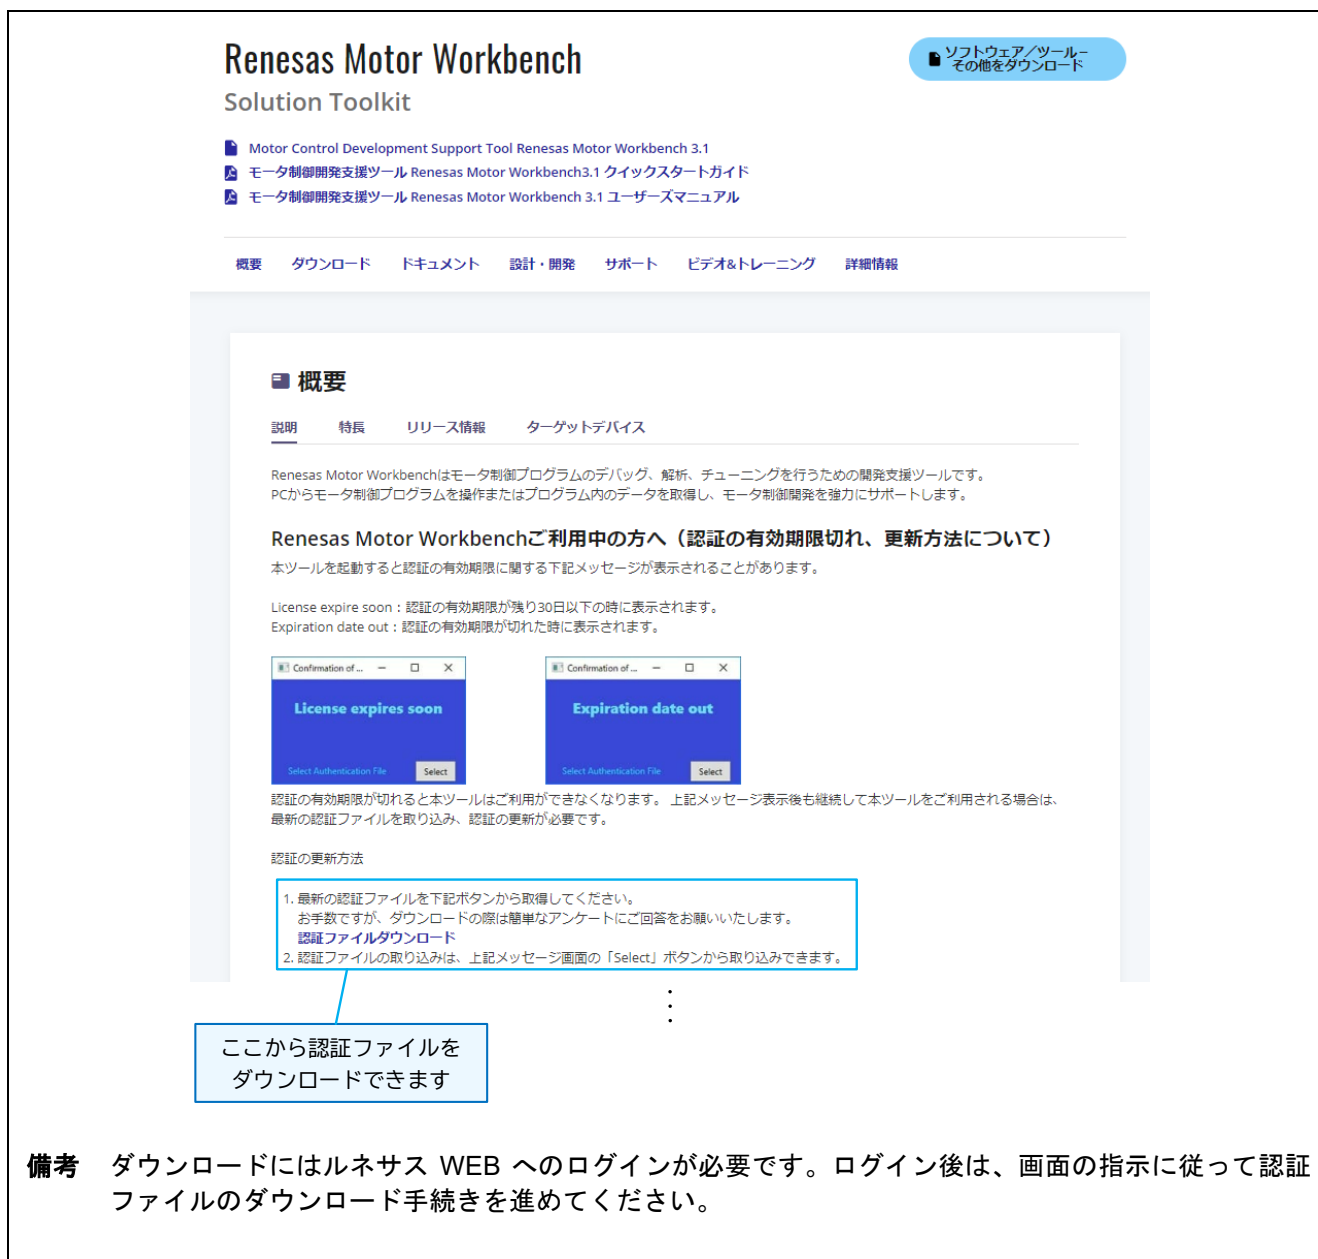 Renesas Motor Workbench
ソフトウェア／ツール－
その他をダウンロード
Solution Toolkit
Motor Control Development Support Tool Renesas Motor Workbench 3.1
モータ制御開発支援ツール Renesas Motor Workbench3.1 クイックスタートガイド
モータ制御開発支援ツール Renesas Motor Workbench 3.1 ユーザーズマニュアル
概要 ダウンロード ドキュメント 設計・開発 サポート ビデオ&トレーニング 詳細情報
概要
説明 特長 リリース情報 ターゲットデバイス
Renesas Motor Workbenchはモータ制御プログラムのデバッグ、解析、チューニングを行うための開発支援ツールです。
PCからモータ制御プログラムを操作またはプログラム内のデータを取得し、モータ制御開発を強力にサポートします。
Renesas Motor Workbenchご利用中の方へ（認証の有効期限切れ、更新方法について）
本ツールを起動すると認証の有効期限に関する下記メッセージが表示されることがあります。
License expire soon：認証の有効期限が残り30日以下の時に表示されます。
Expiration date out：認証の有効期限が切れた時に表示されます。
Confirmation of ...
License expires soon
Select Authentication File Select
Confirmation of ...
Expiration date out
Select Authentication File Select
認証の有効期限が切れると本ツールはご利用ができなくなります。 上記メッセージ表示後も継続して本ツールをご利用される場合は、
最新の認証ファイルを取り込み、認証の更新が必要です。
認証の更新方法
1. 最新の認証ファイルを下記ボタンから取得してください。
お手数ですが、ダウンロードの際は簡単なアンケートにご回答をお願いいたします。
認証ファイルダウンロード
2. 認証ファイルの取り込みは、上記メッセージ画面の「Select」ボタンから取り込みできます。
ここから認証ファイルを
ダウンロードできます
備考 ダウンロードにはルネサス WEB へのログインが必要です。ログイン後は、画面の指示に従って認証
ファイルのダウンロード手続きを進めてください。